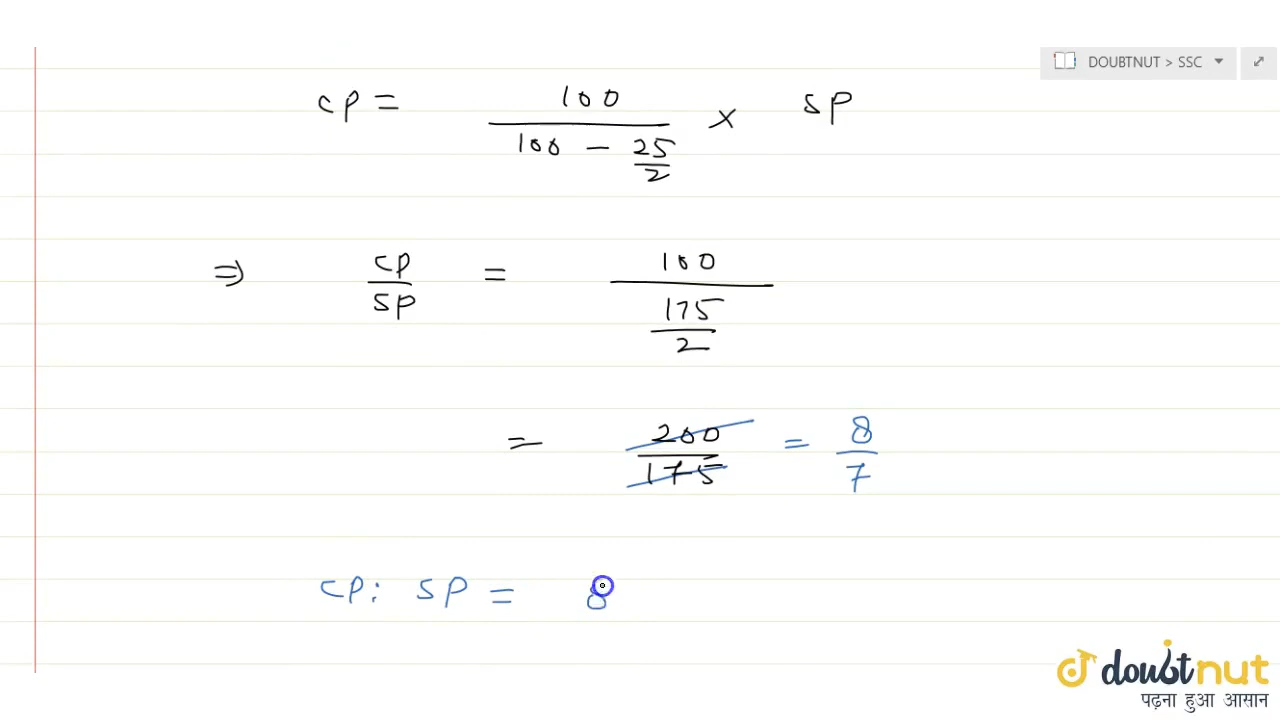 DOUBTNUT > SSC
CP = 100 / (100 - 25/2) × SP
⇒ CP/SP = 100 / (175/2)
= 200/175 = 8/7
CP: SP = 8
doubtnut
पढ़ना हुआ आसान